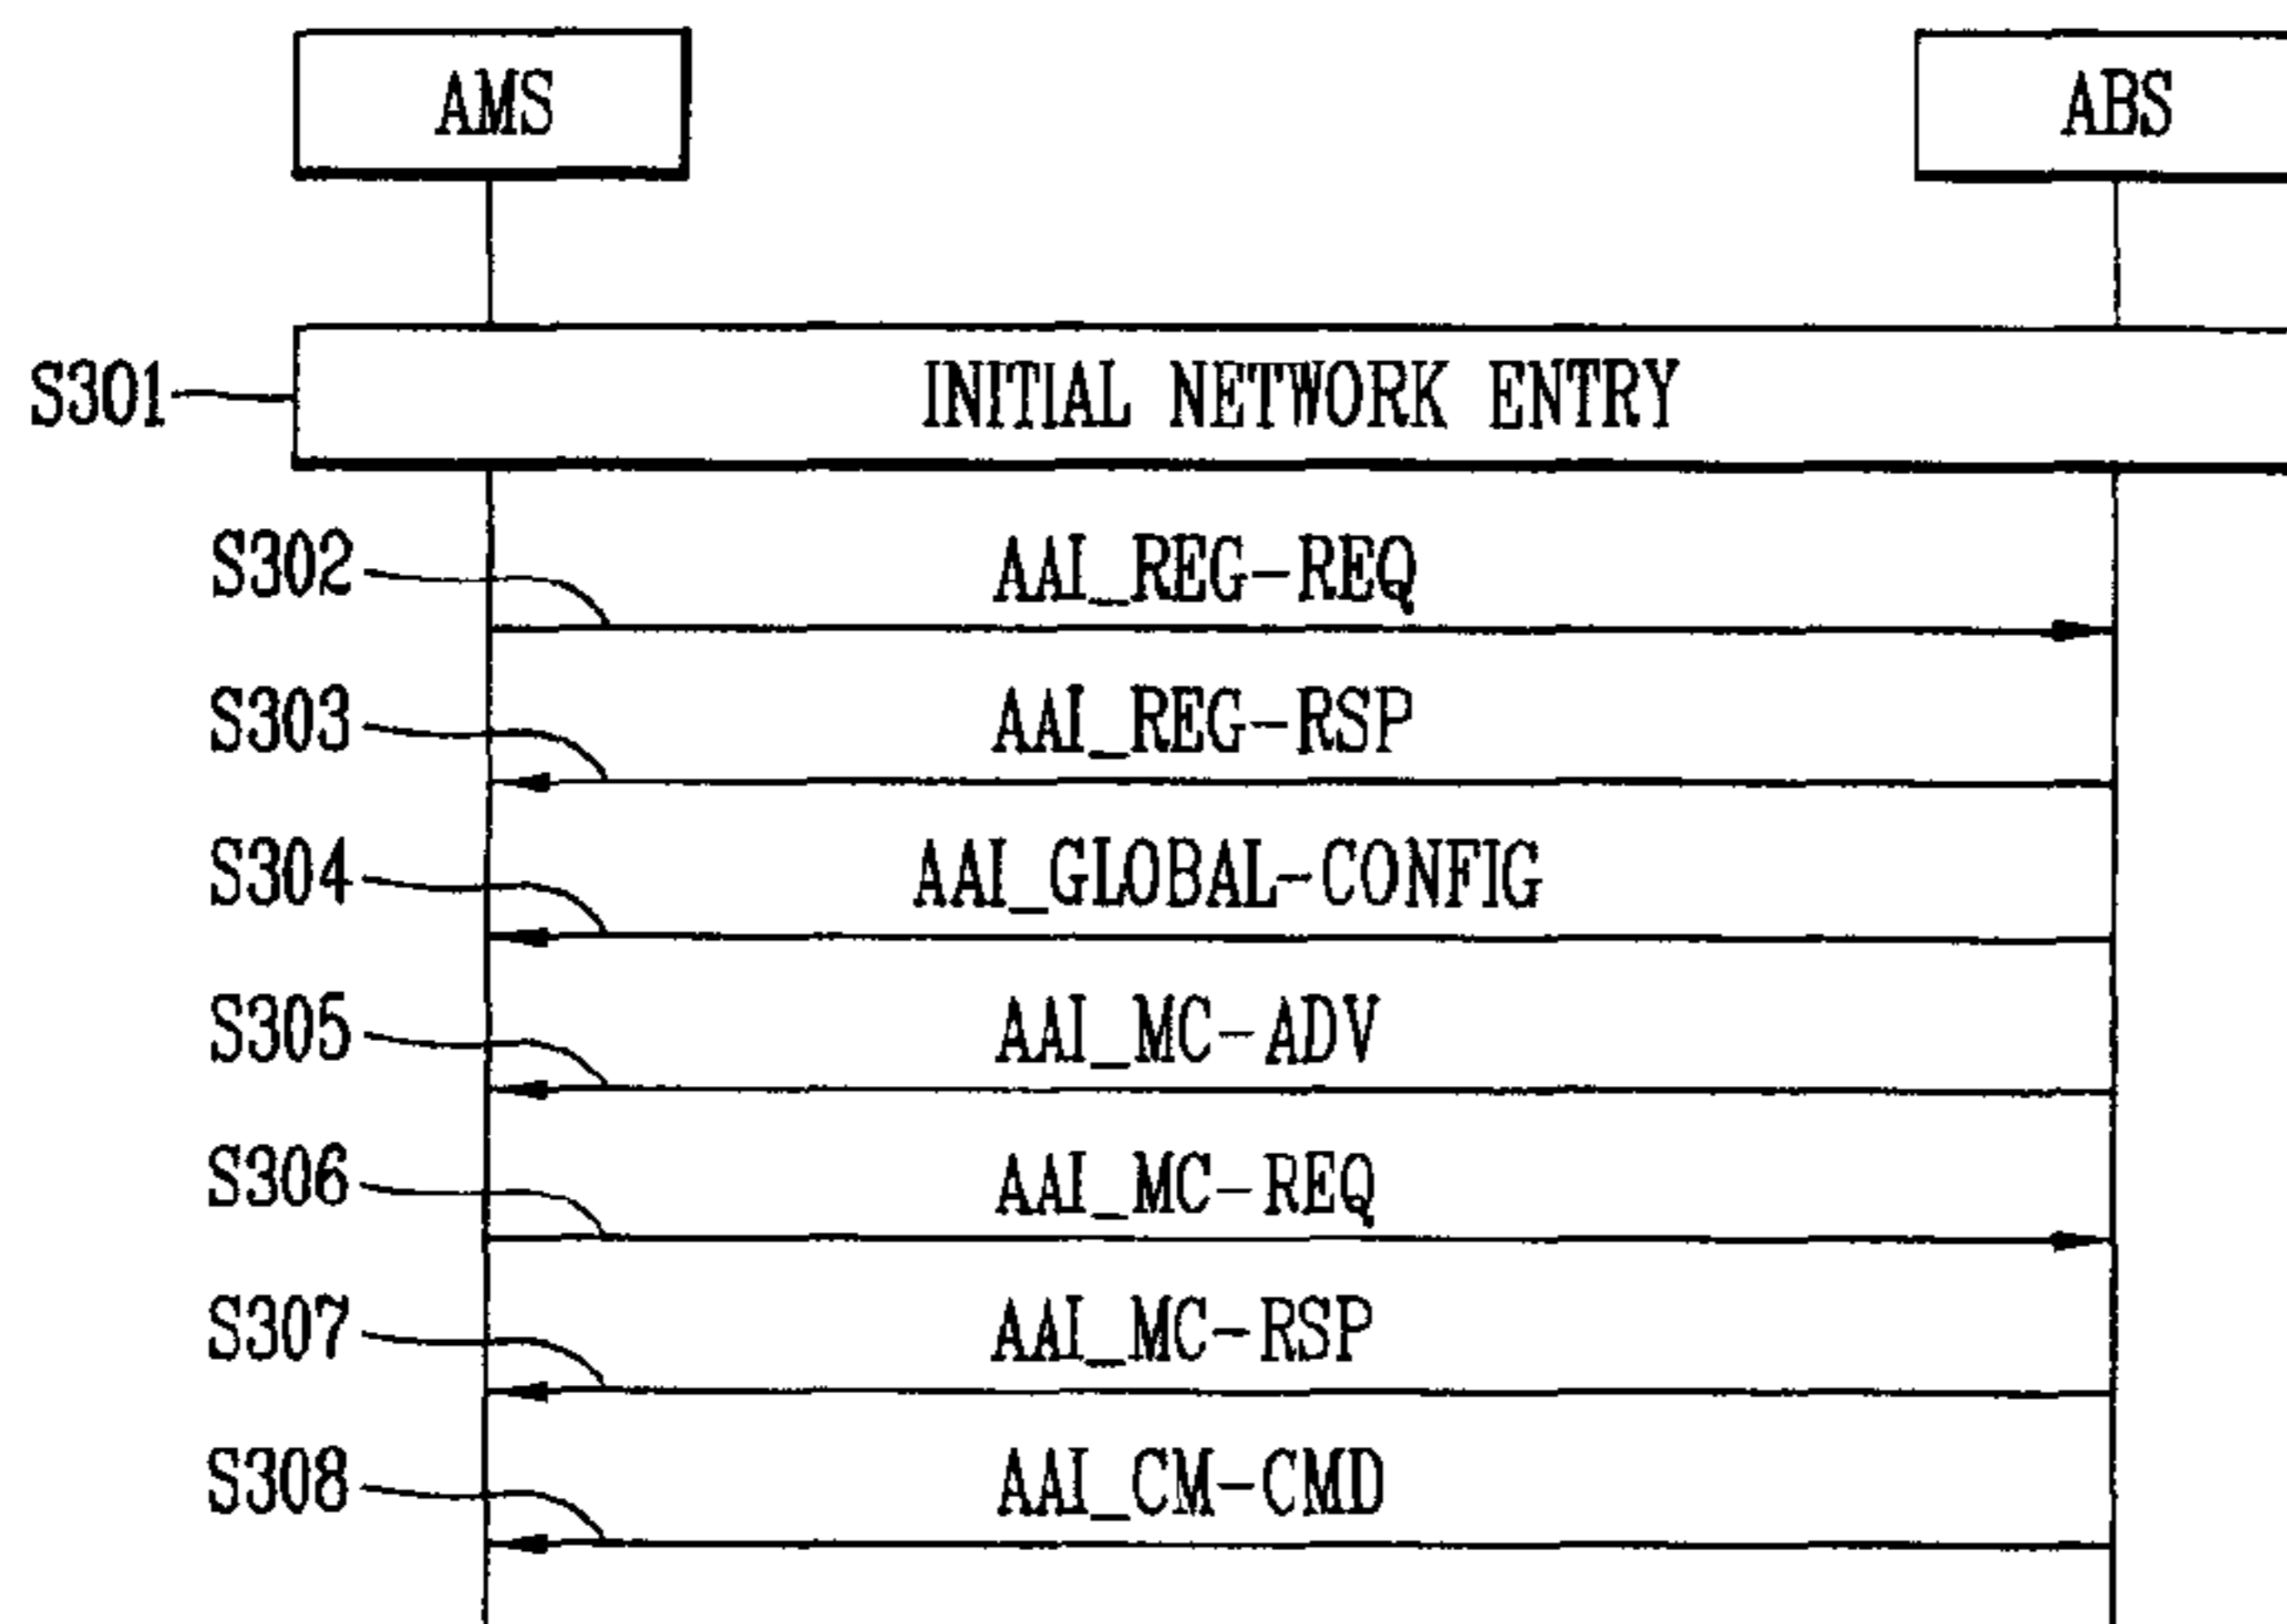 AMS
ABS
S301
INITIAL NETWORK ENTRY
S302
AAI_REG-REQ
S303
AAI_REG-RSP
S304
AAI_GLOBAL-CONFIG
S305
AAI_MC-ADV
S306
AAI_MC-REQ
S307
AAI_MC-RSP
S308
AAI_CM-CMD